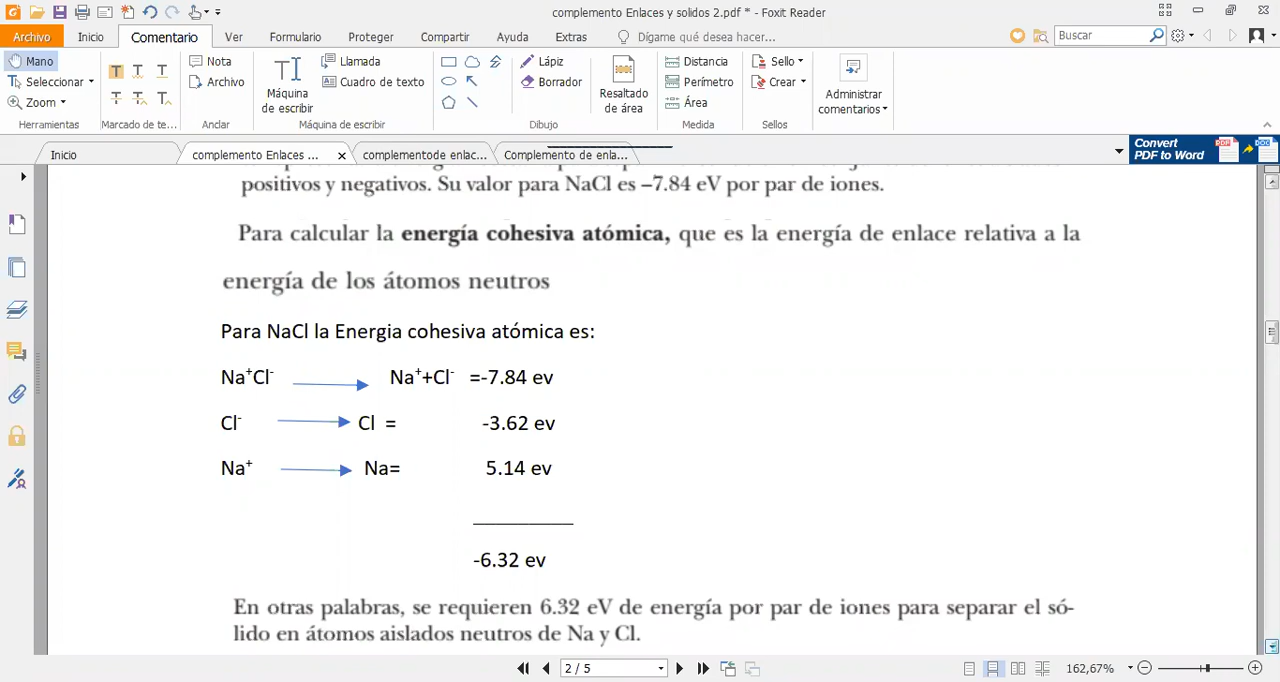 complemento Enlaces y solidos 2.pdf * - Foxit Reader
Archivo Inicio Comentario Ver Formulario Proteger Compartir Ayuda Extras Dígame qué desea hacer... Buscar
Mano
Seleccionar
Zoom
Herramientas
Marcado de te...
Nota
Archivo
Anclar
Máquina
de escribir
Llamada
Cuadro de texto
Máquina de escribir
Lápiz
Borrador
Dibujo
Resaltado
de área
Distancia
Perímetro
Área
Medida
Sello
Crear
Sellos
Administrar
comentarios
Inicio complemento Enlaces ... complementode enlac... Complemento de enla...
Convert
PDF to Word
positivos y negativos. Su valor para NaCl es –7.84 eV por par de iones.
Para calcular la energía cohesiva atómica, que es la energía de enlace relativa a la
energía de los átomos neutros
Para NaCl la Energia cohesiva atómica es:
Na⁺Cl⁻ → Na⁺+Cl⁻ =-7.84 ev
Cl⁻ → Cl = -3.62 ev
Na⁺ → Na= 5.14 ev
-6.32 ev
En otras palabras, se requieren 6.32 eV de energía por par de iones para separar el só-
lido en átomos aislados neutros de Na y Cl.
2 / 5 162,67%